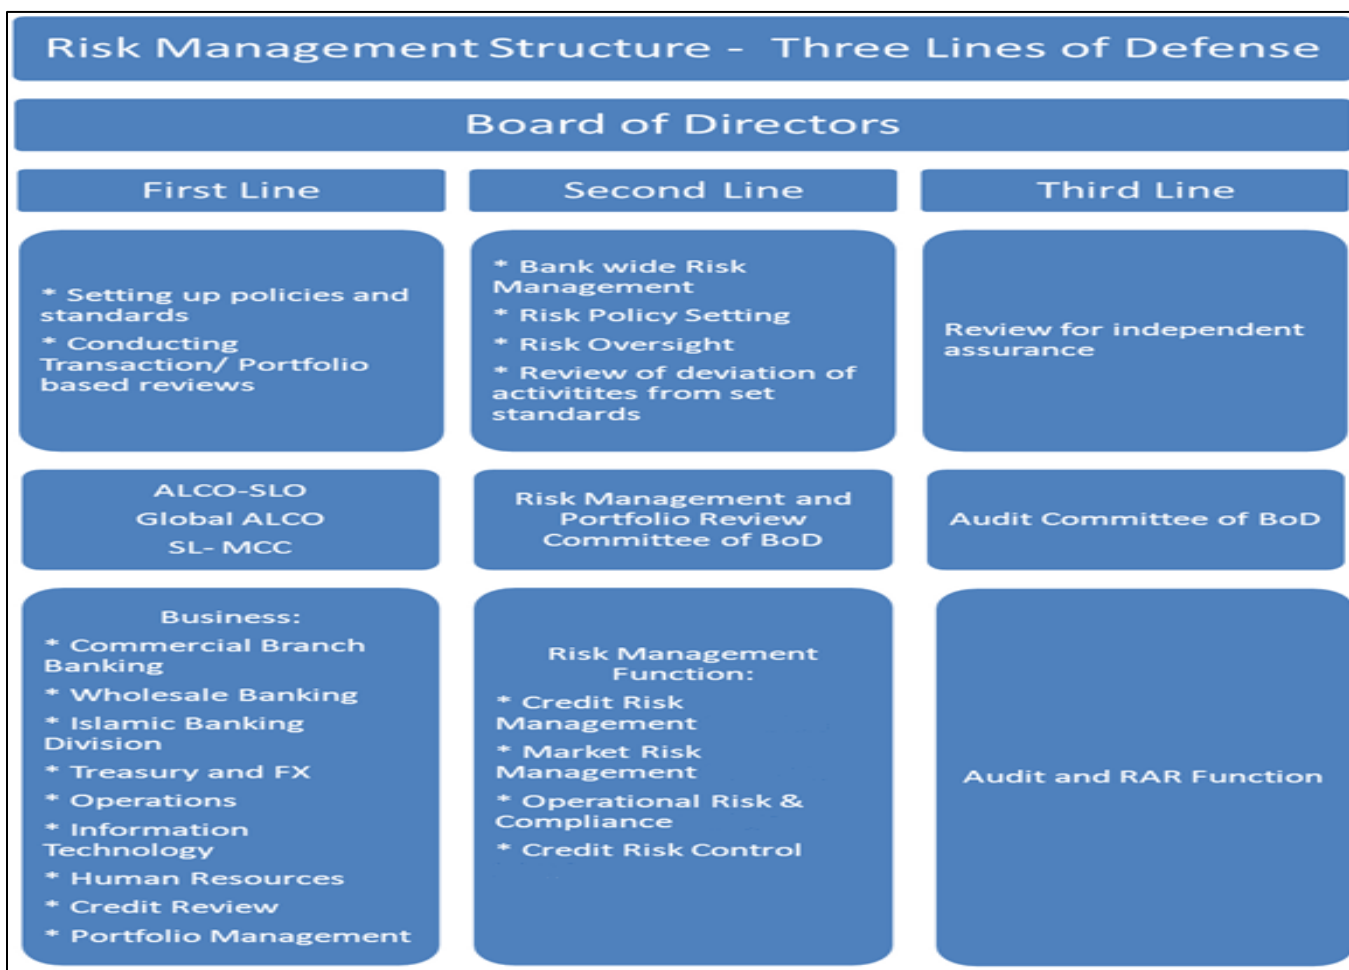 Risk Management Structure - Three Lines of Defense
Board of Directors
First Line
Second Line
Third Line
* Setting up policies and
standards
* Conducting
Transaction/ Portfolio
based reviews
* Bank wide Risk
Management
* Risk Policy Setting
* Risk Oversight
* Review of deviation of
activitites from set
standards
Review for independent
assurance
ALCO-SLO
Global ALCO
SL- MCC
Risk Management and
Portfolio Review
Committee of BoD
Audit Committee of BoD
Business:
* Commercial Branch
Banking
* Wholesale Banking
* Islamic Banking
Division
* Treasury and FX
* Operations
* Information
Technology
* Human Resources
* Credit Review
* Portfolio Management
Risk Management
Function:
* Credit Risk
Management
* Market Risk
Management
* Operational Risk &
Compliance
* Credit Risk Control
Audit and RAR Function